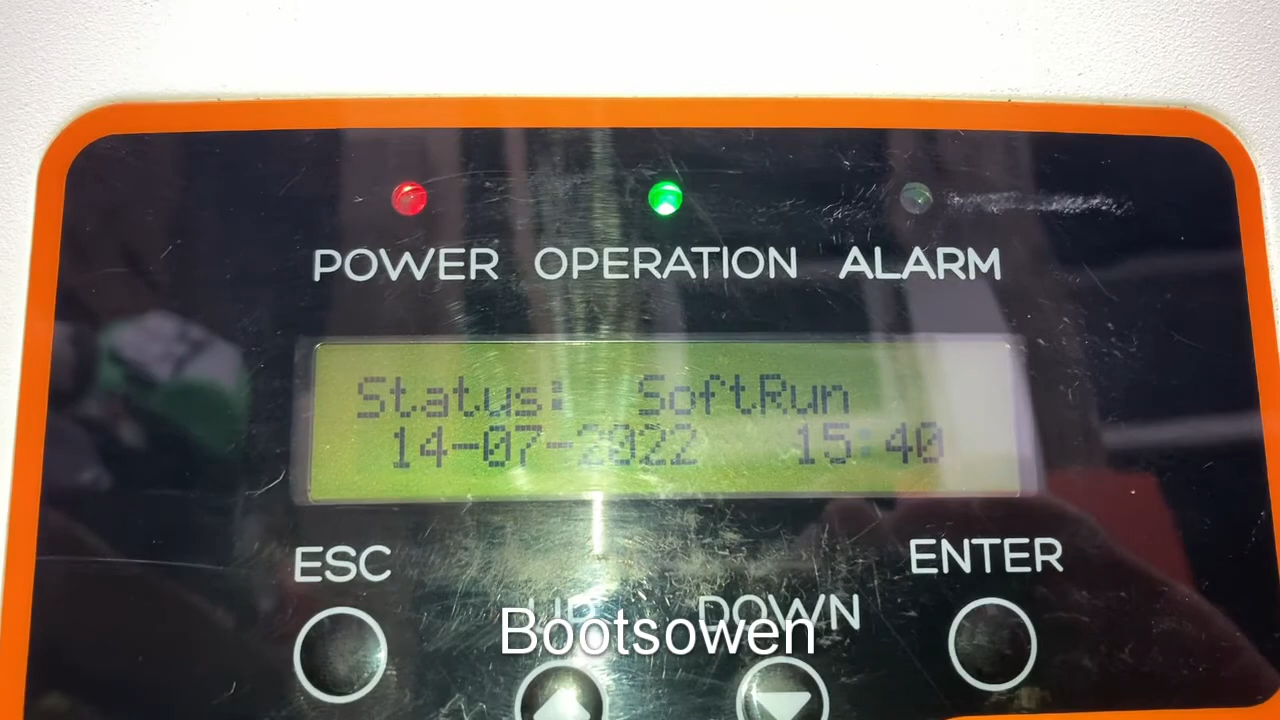 POWER OPERATION ALARM
Status: SoftRun
14-07-2022 15:40
ESC
ENTER
UP
DOWN
Bootsowen